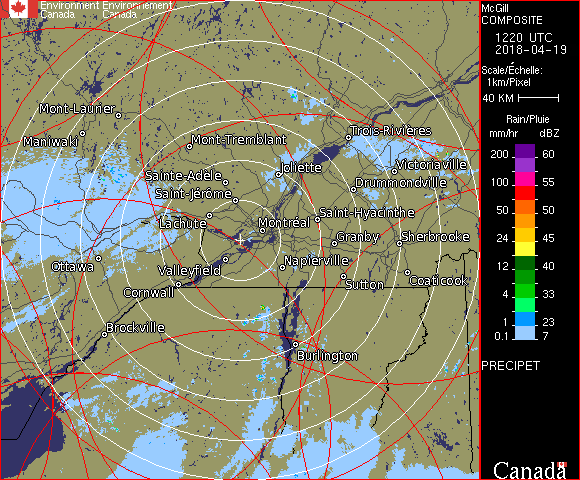 Environment Environnement
Canada Canada
McGill
COMPOSITE
1220 UTC
2018-04-19
Scale/Échelle:
1km/Pixel
40 KM
Rain/Pluie
mm/hr dBZ
200 60
100 55
50 50
24 45
12 40
4 33
1 23
0.1 7
PRECIPET
Canada
Mont-Laurier
Maniwaki
Mont-Tremblant
Trois-Rivières
Joliette
Victoriaville
Sainte-Adèle
Drummondville
Saint-Jérôme
Lachute
Saint-Hyacinthe
Montréal
Granby
Sherbrooke
Ottawa
Valleyfield
Napierville
Cornwall
Sutton
Coaticook
Brockville
Burlington